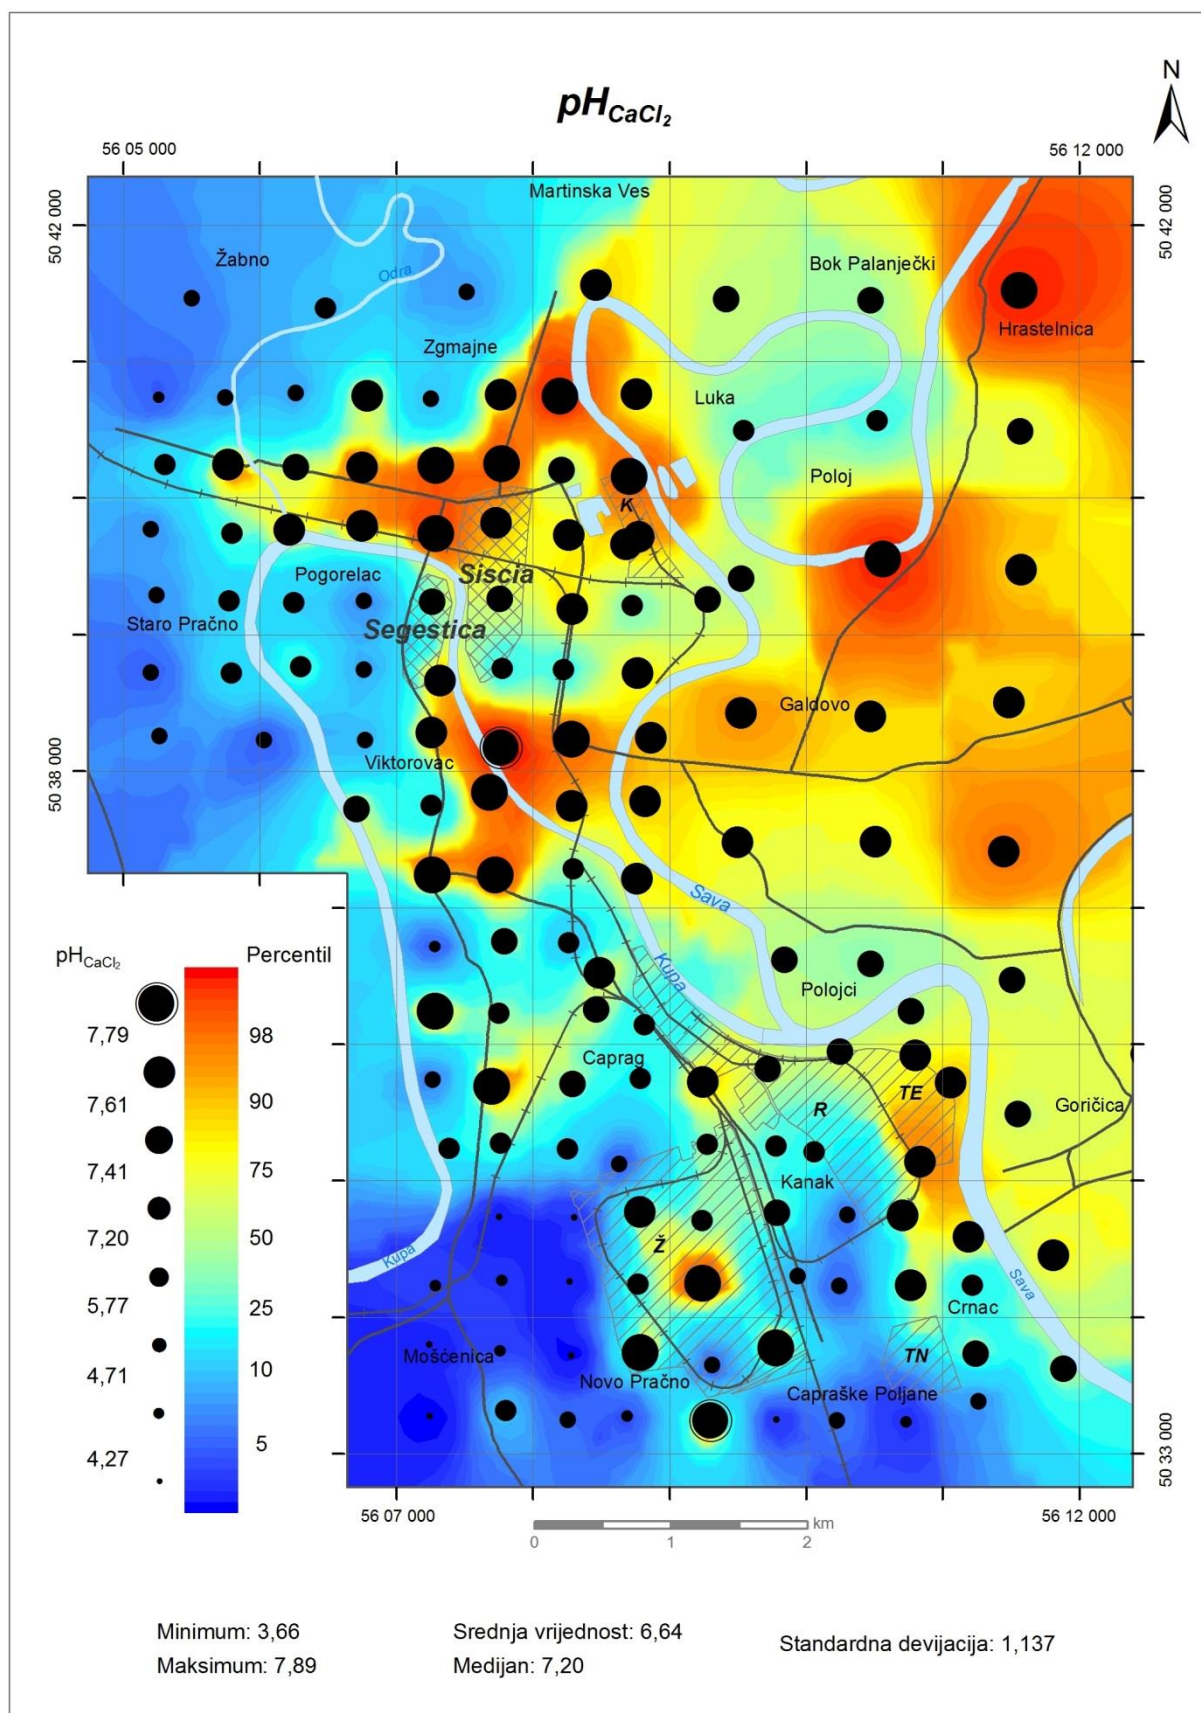 N
pH CaCl2
56 05 000
56 12 000
Martinska Ves
50 42 000
50 42 000
Žabno
Odra
Bok Palanječki
Hrastelnica
Zgmajne
Luka
Poloj
K
Siscia
Pogorelac
Staro Pračno
Segestica
Galdovo
Viktorovac
50 38 000
50 38 000
Sava
pH CaCl2
Percentil
Kupa
Polojci
7,79
98
Caprag
7,61
90
TE
R
Goričica
7,41
75
Kanak
7,20
50
Ž
Kupa
Sava
5,77
25
Crnac
4,71
10
Mošćenica
TN
Novo Pračno
Capraške Poljane
4,27
5
50 33 000
56 07 000
56 12 000
km
0
1
2
Minimum: 3,66
Srednja vrijednost: 6,64
Standardna devijacija: 1,137
Maksimum: 7,89
Medijan: 7,20